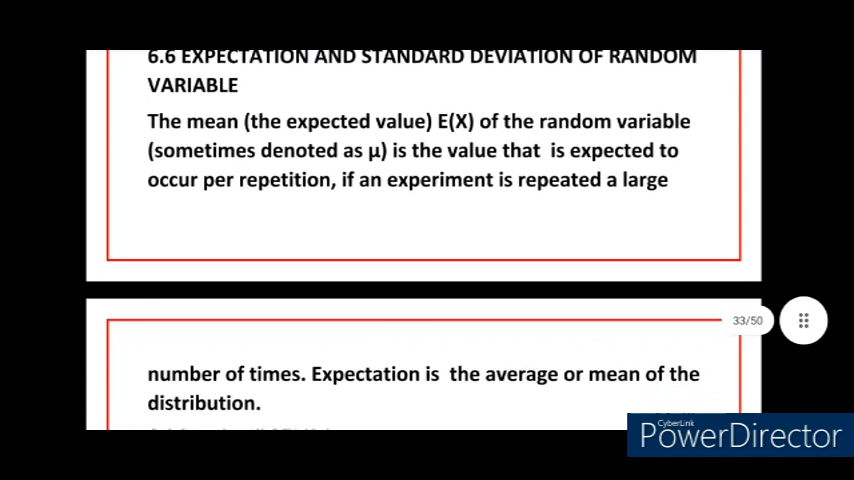 6.6 EXPECTATION AND STANDARD DEVIATION OF RANDOM
VARIABLE
The mean (the expected value) E(X) of the random variable
(sometimes denoted as μ) is the value that is expected to
occur per repetition, if an experiment is repeated a large
33/50
number of times. Expectation is the average or mean of the
distribution.
CyberLink
PowerDirector